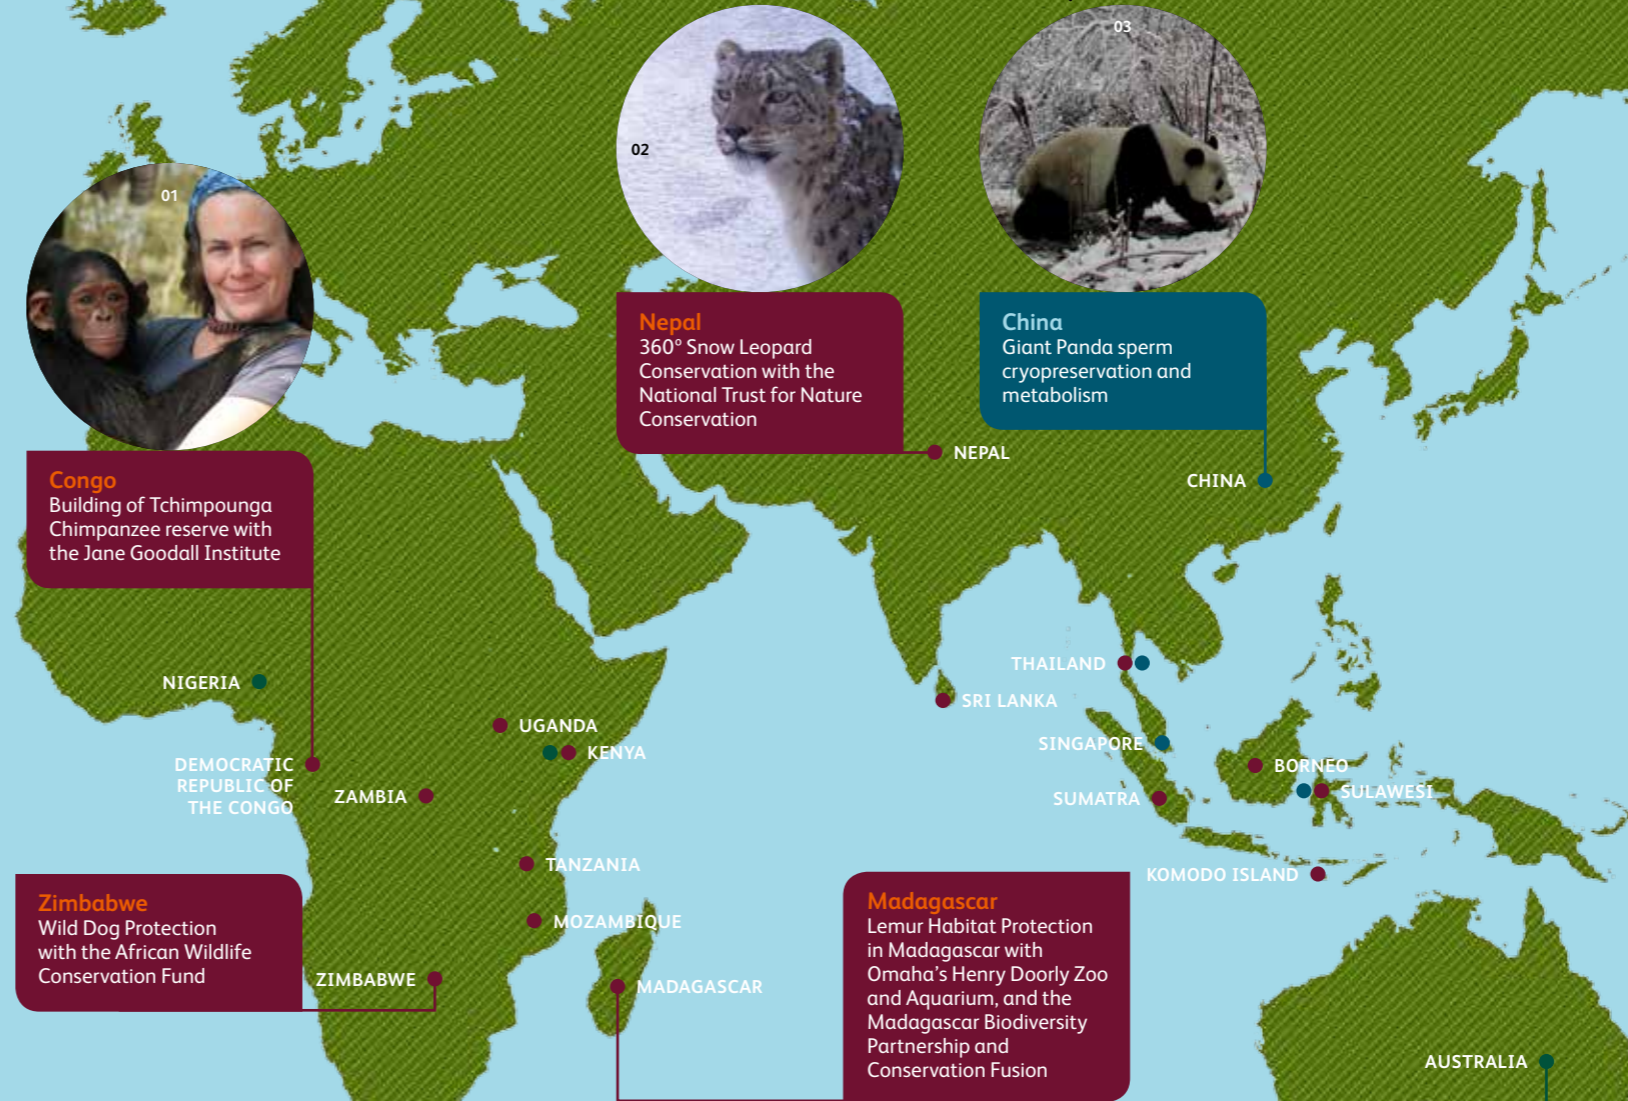 01
02
03
Congo
Building of Tchimpounga
Chimpanzee reserve with
the Jane Goodall Institute
Nepal
360° Snow Leopard
Conservation with the
National Trust for Nature
Conservation
China
Giant Panda sperm
cryopreservation and
metabolism
NEPAL
CHINA
NIGERIA
DEMOCRATIC
REPUBLIC OF
THE CONGO
UGANDA
KENYA
ZAMBIA
TANZANIA
MOZAMBIQUE
ZIMBABWE
MADAGASCAR
THAILAND
SRI LANKA
SINGAPORE
BORNEO
SUMATRA
SULAWESI
KOMODO ISLAND
AUSTRALIA
Zimbabwe
Wild Dog Protection
with the African Wildlife
Conservation Fund
Madagascar
Lemur Habitat Protection
in Madagascar with
Omaha's Henry Doorly Zoo
and Aquarium, and the
Madagascar Biodiversity
Partnership and
Conservation Fusion